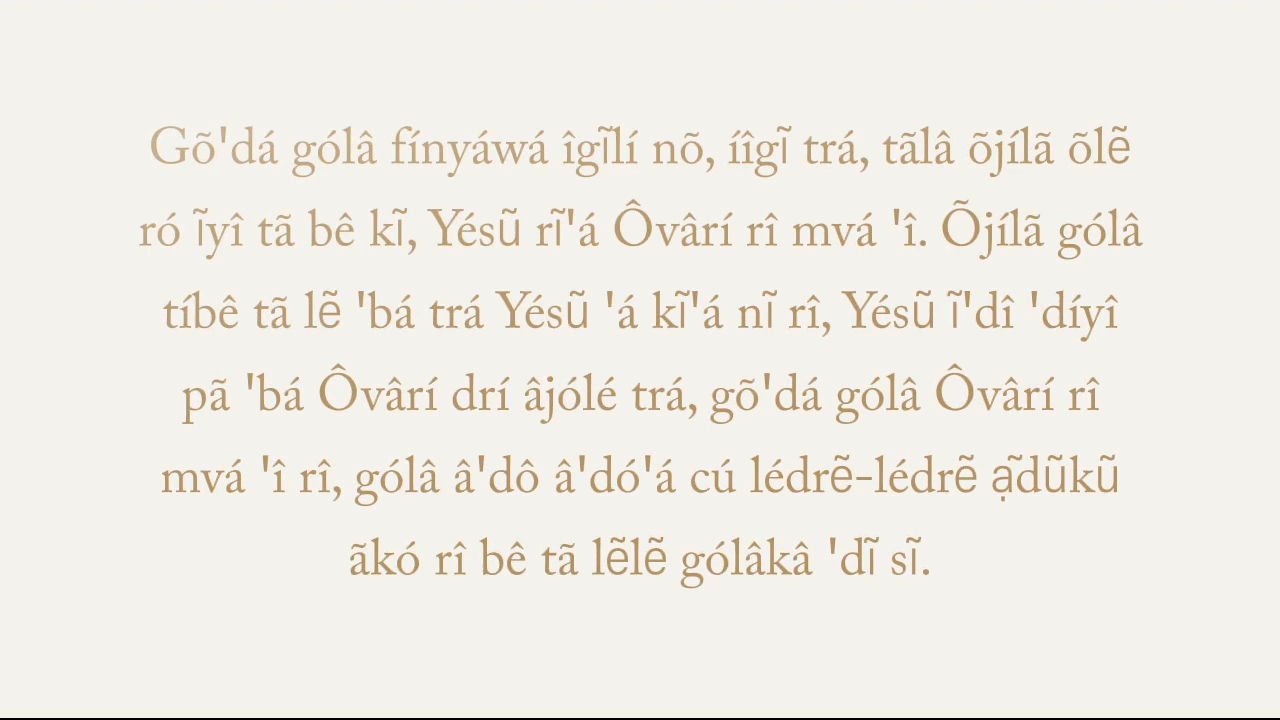 Gõ'dá gólâ fínyáwá îgĩlí nõ, íîgĩ trá, tãlâ õjílã õlẽ
ró ĩyî tã bê kĩ, Yésũ rĩ'á Ôvârí rî mvá 'î. Õjílã gólâ
tíbê tã lẽ 'bá trá Yésũ 'á kĩ'á nĩ rî, Yésũ ĩ'dî 'díyî
pã 'bá Ôvârí drí âjólé trá, gõ'dá gólâ Ôvârí rî
mvá 'î rî, gólâ â'dô â'dó'á cú lédrẽ-lédrẽ ạ̃dũkũ
ãkó rî bê tã lẽlẽ gólâkâ 'dĩ sĩ.